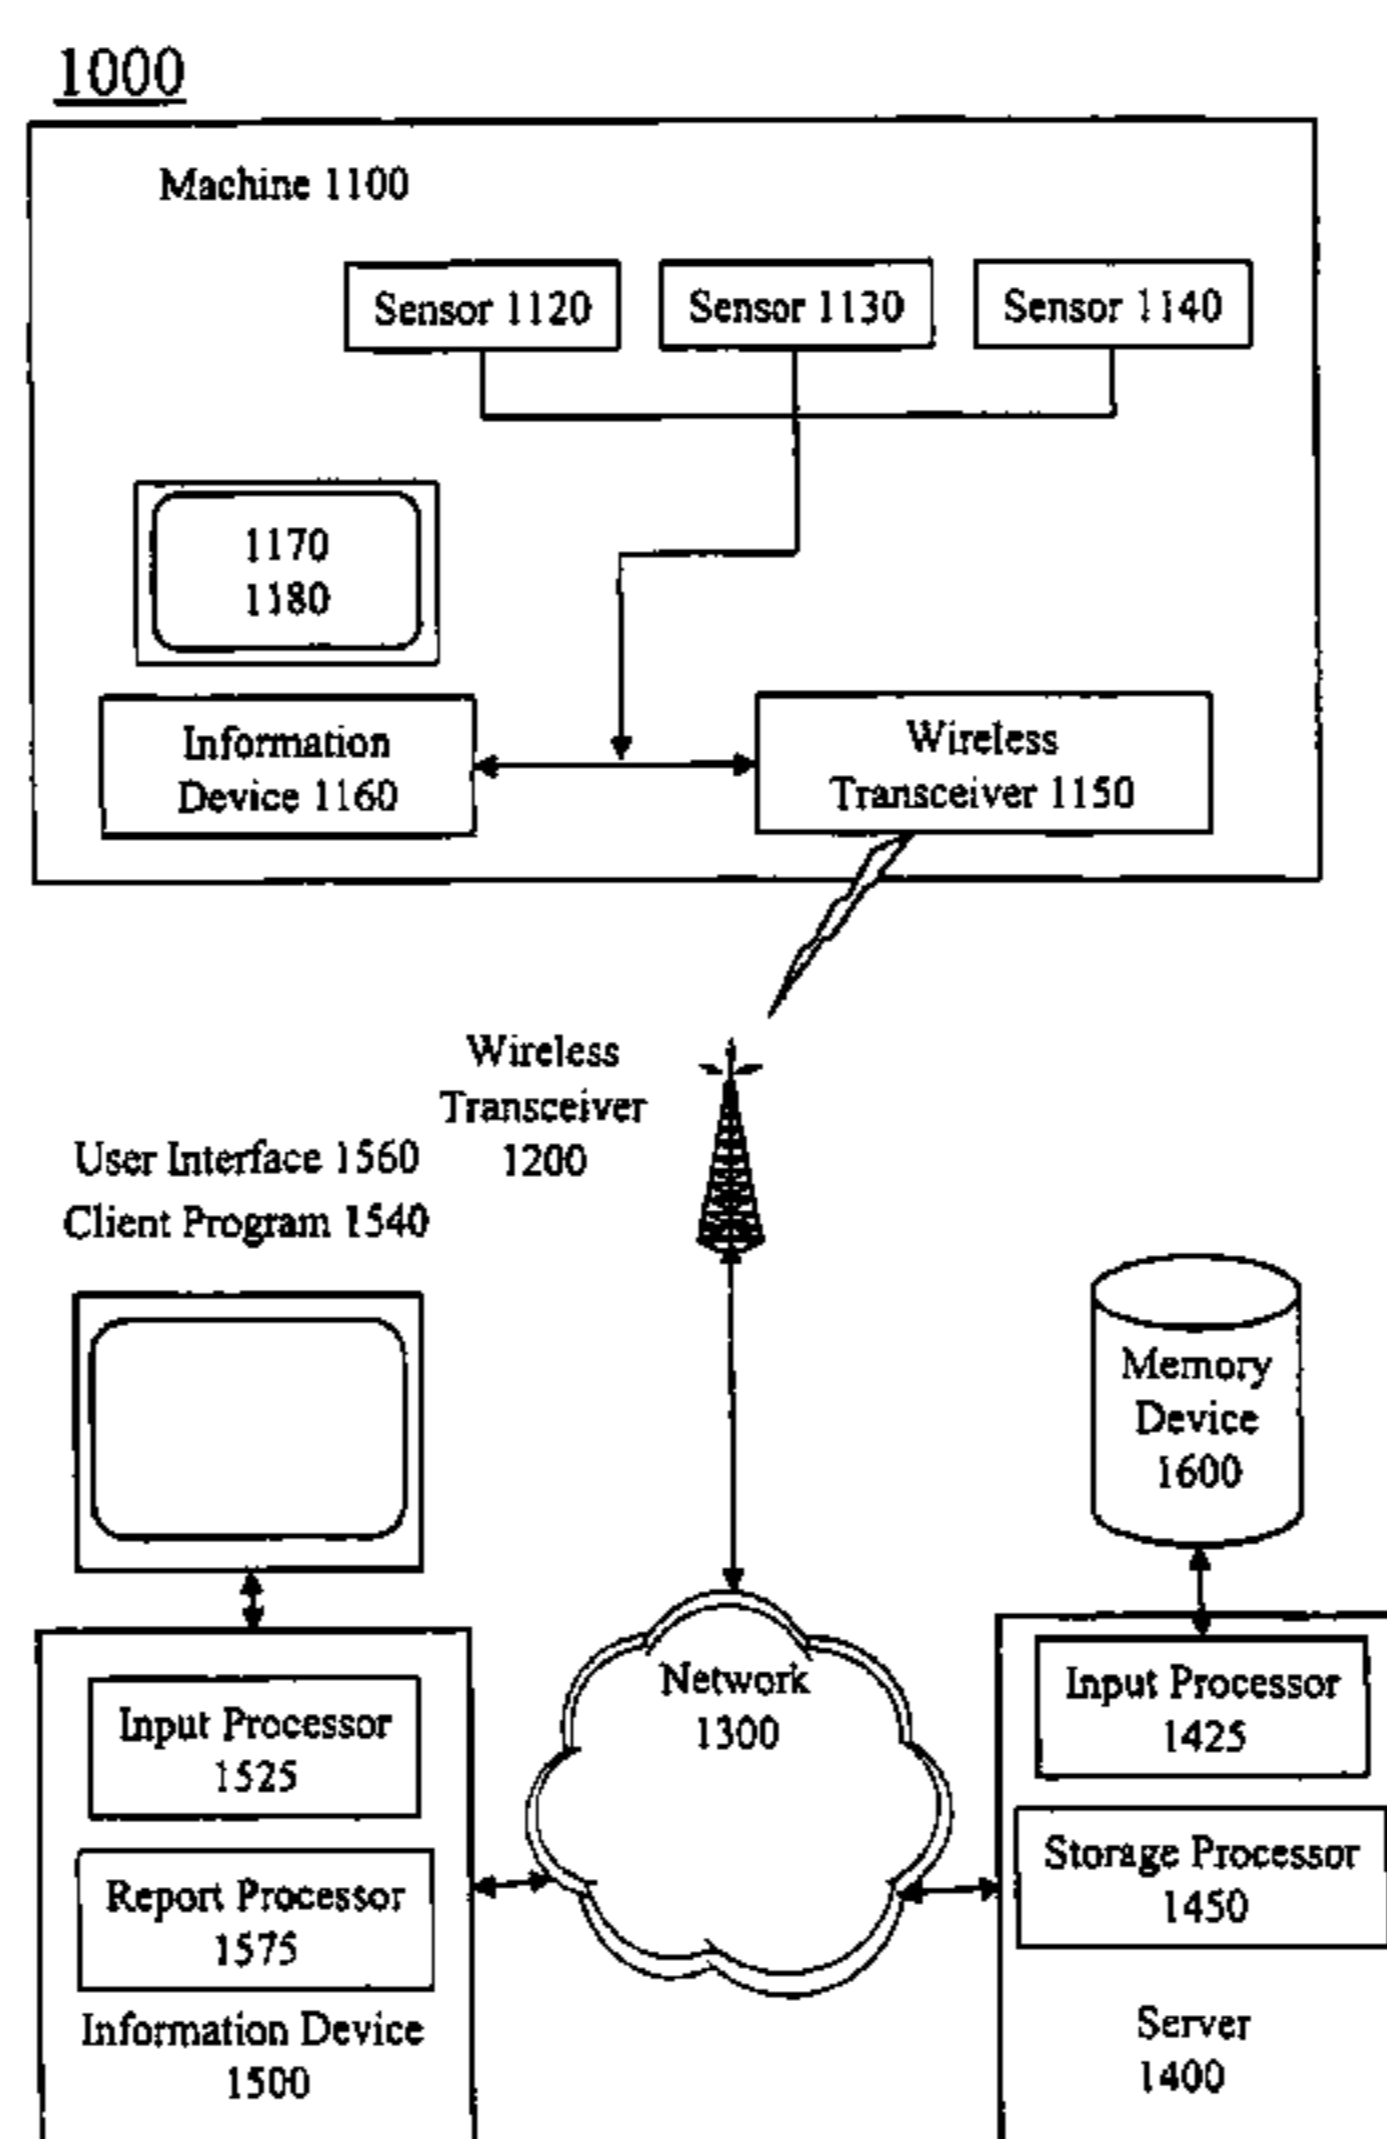 1000
Machine 1100
Sensor 1120
Sensor 1130
Sensor 1140
1170
1180
Information
Device 1160
Wireless
Transceiver 1150
Wireless
Transceiver
1200
User Interface 1560
Client Program 1540
Memory
Device
1600
Network
1300
Input Processor
1525
Report Processor
1575
Information Device
1500
Input Processor
1425
Storage Processor
1450
Server
1400